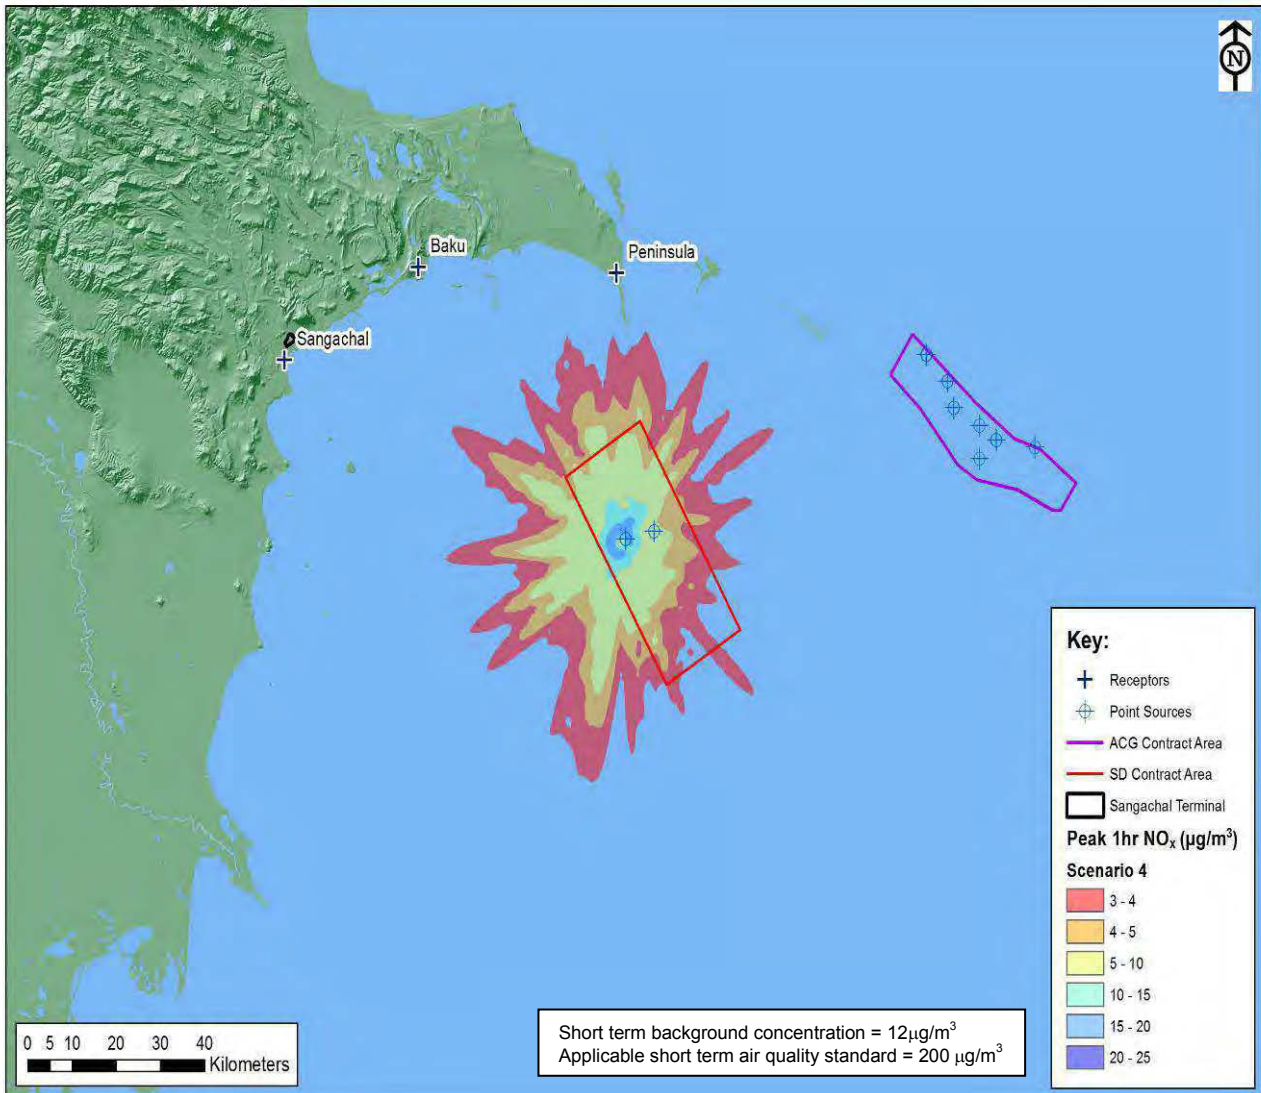 N
Baku
Peninsula
Sangachal
Key:
Receptors
Point Sources
ACG Contract Area
SD Contract Area
Sangachal Terminal
Peak 1hr NOₓ (µg/m³)
Scenario 4
3 - 4
4 - 5
5 - 10
10 - 15
15 - 20
20 - 25
0 5 10 20 30 40
Kilometers
Short term background concentration = 12µg/m³
Applicable short term air quality standard = 200 µg/m³